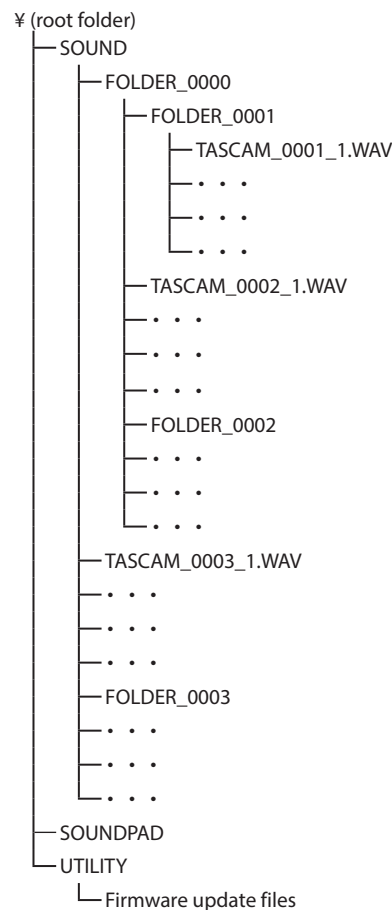 ¥ (root folder)
SOUND
FOLDER_0000
FOLDER_0001
TASCAM_0001_1.WAV
• • •
• • •
• • •
TASCAM_0002_1.WAV
• • •
• • •
• • •
FOLDER_0002
• • •
• • •
• • •
TASCAM_0003_1.WAV
• • •
• • •
• • •
FOLDER_0003
• • •
• • •
• • •
SOUNDPAD
UTILITY
Firmware update files